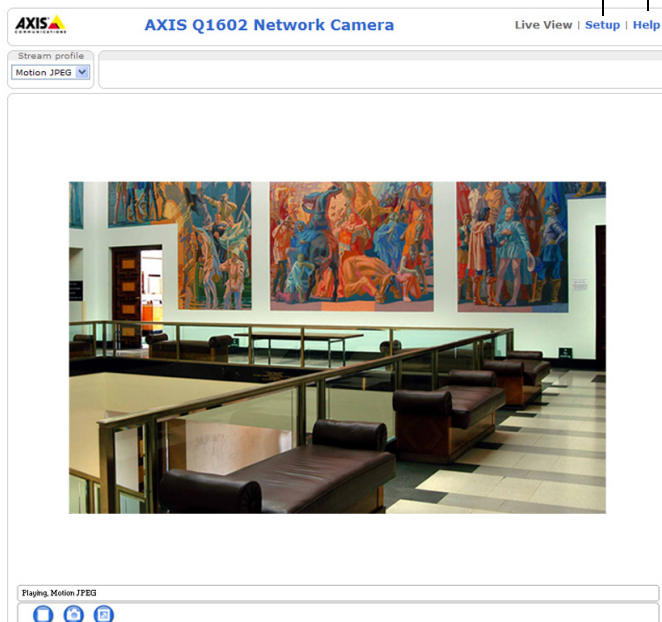 AXIS
COMMUNICATIONS
AXIS Q1602 Network Camera
Live View | Setup | Help
Stream profile
Motion JPEG
Playing, Motion JPEG